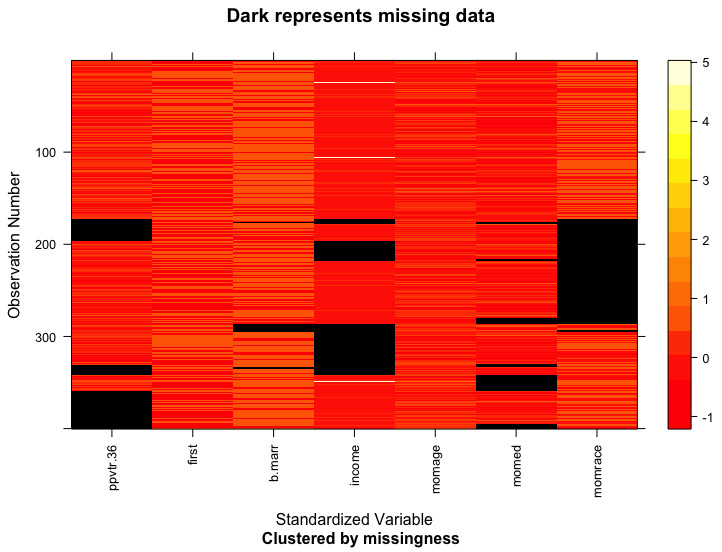 Dark represents missing data
Observation Number
100
200
300
5
4
3
2
1
0
-1
ppvtr.36
first
b.marr
income
momage
momed
momrace
Standardized Variable
Clustered by missingness